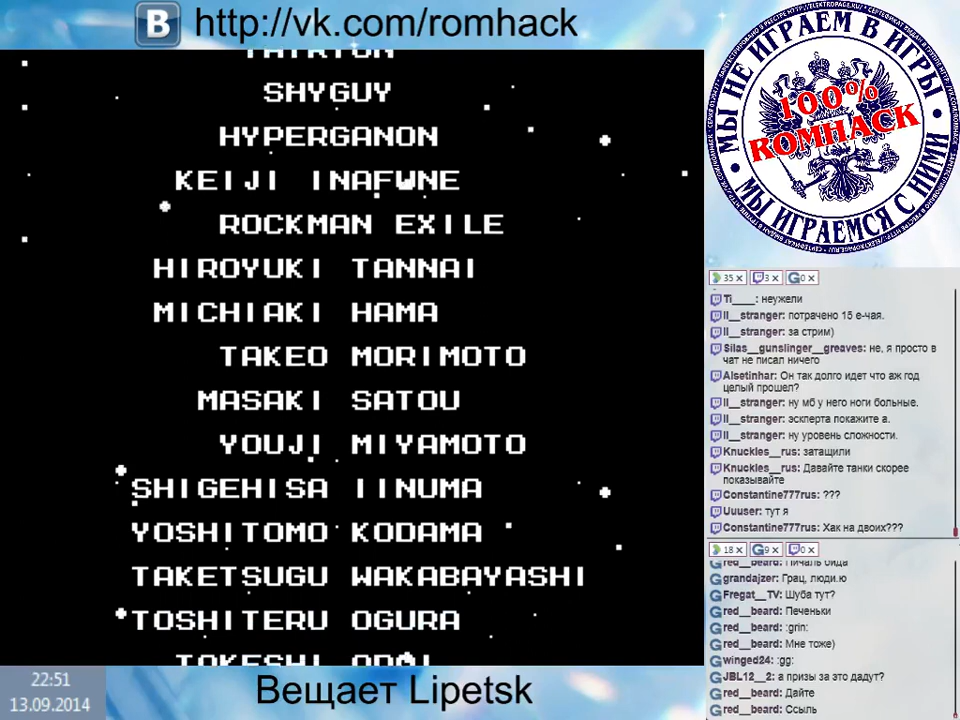 http://vk.com/romhack
SHYGUY
HYPERGANON
KEIJI INAFWNE
ROCKMAN EXILE
HIROYUKI TANNAI
MICHIAKI HAMA
TAKEO MORIMOTO
MASAKI SATOU
YOUJI MIYAMOTO
SHIGEHISA IINUMA
YOSHITOMO KODAMA
TAKETSUGU WAKABAYASHI
TOSHITERU OGURA
TAKESHI
22:51
13.09.2014
Вещает Lipetsk
МЫ НЕ ИГРАЕМ В ИГРЫ
100%
ROMHACK
МЫ ИГРАЕМСЯ С НИМИ
35 x 3 x 0 x
Ti____: неужели
ll__stranger: потрачено 15 е-чая.
ll__stranger: за стрим)
Silas__gunslinger__greaves: не, я просто в
чат не писал ничего
Alsetinhar: Он так долго идет что аж год
целый прошел?
ll__stranger: ну мб у него ноги больные.
ll__stranger: эксперта покажите а.
ll__stranger: ну уровень сложности.
Knuckles__rus: затащили
Knuckles__rus: Давайте танки скорее
показывайте
Constantine777rus: ???
Uuuser: тут я
Constantine777rus: Хак на двоих???
18 x 9 x 0 x
red__beard: Пичаль бида
grandajzer: Грац, люди.ю
Fregat__TV: Шуба тут?
red__beard: Печеньки
red__beard: :grin:
red__beard: Мне тоже)
winged24: :gg:
JBL12__2: а призы за это дадут?
red__beard: Дайте
red__beard: Ссыль